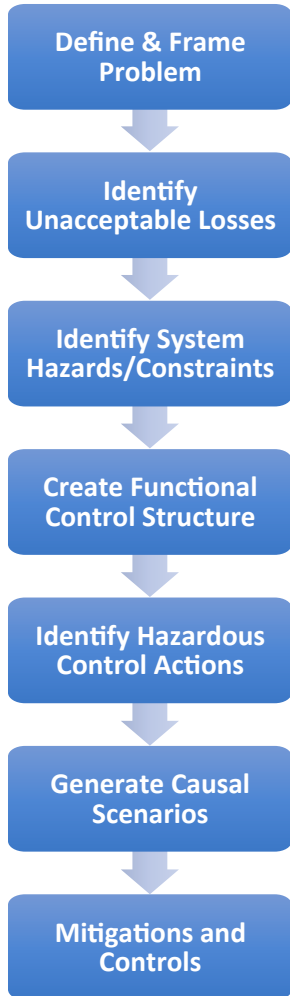 Define & Frame
Problem
Identify
Unacceptable Losses
Identify System
Hazards/Constraints
Create Functional
Control Structure
Identify Hazardous
Control Actions
Generate Causal
Scenarios
Mitigations and
Controls